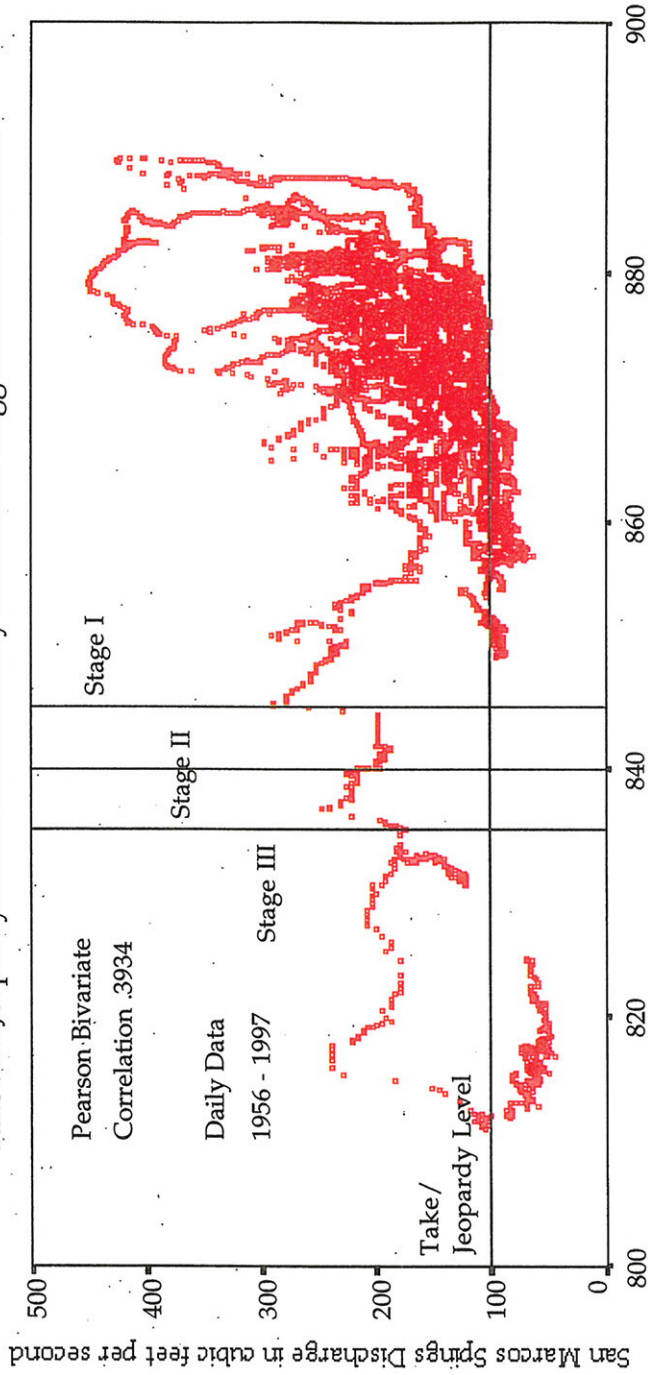 Pearson Bivariate
Correlation .3934
Daily Data
1956 - 1997
Stage I
Stage II
Stage III
Take/
Jeopardy Level
San Marcos Spings Discharge in cubic feet per second
500
400
300
200
100
0
800
820
840
860
880
900